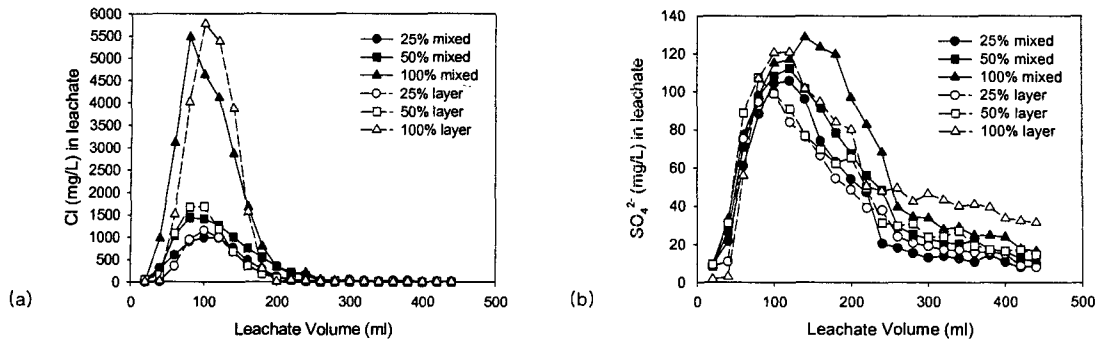 6000
5500
5000
4500
4000
3500
3000
2500
2000
1500
1000
500
0
Cl (mg/L) in leachate
25% mixed
50% mixed
100% mixed
25% layer
50% layer
100% layer
0 100 200 300 400 500
Leachate Volume (ml)
(a)
140
120
100
80
60
40
20
0
SO₄²⁻ (mg/L) in leachate
25% mixed
50% mixed
100% mixed
25% layer
50% layer
100% layer
0 100 200 300 400 500
Leachate Volume (ml)
(b)